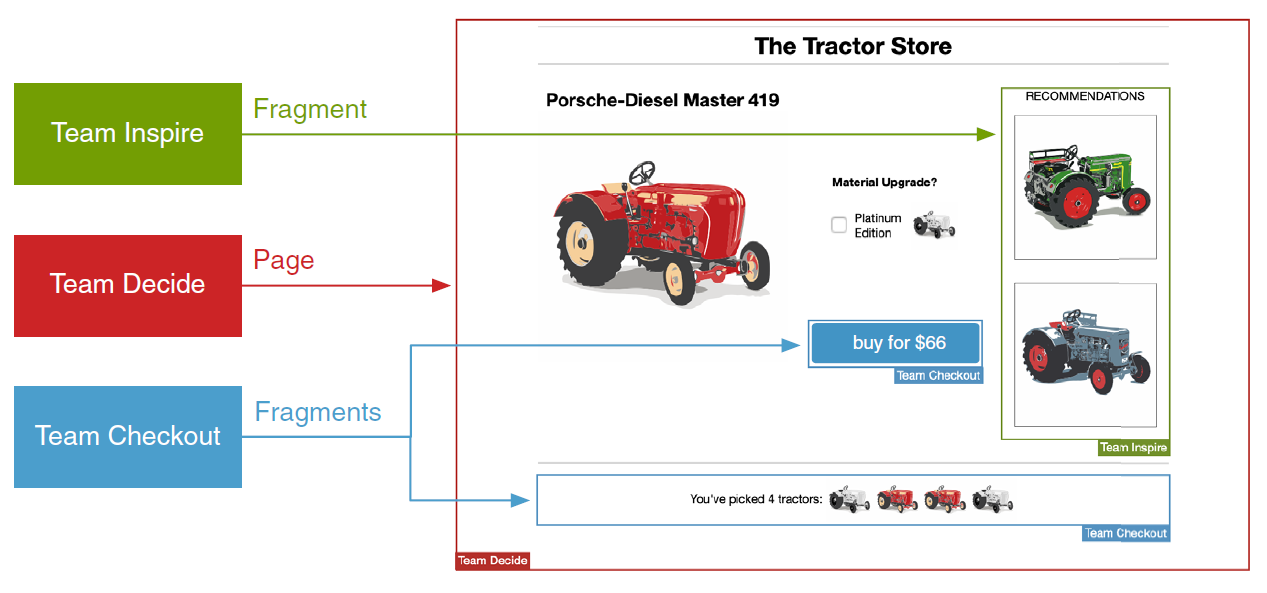 Team Inspire
Fragment
Team Decide
Page
Team Checkout
Fragments
The Tractor Store
Porsche-Diesel Master 419
Material Upgrade?
Platinum
Edition
buy for $66
Team Checkout
RECOMMENDATIONS
Team Inspire
You've picked 4 tractors:
Team Checkout
Team Decide